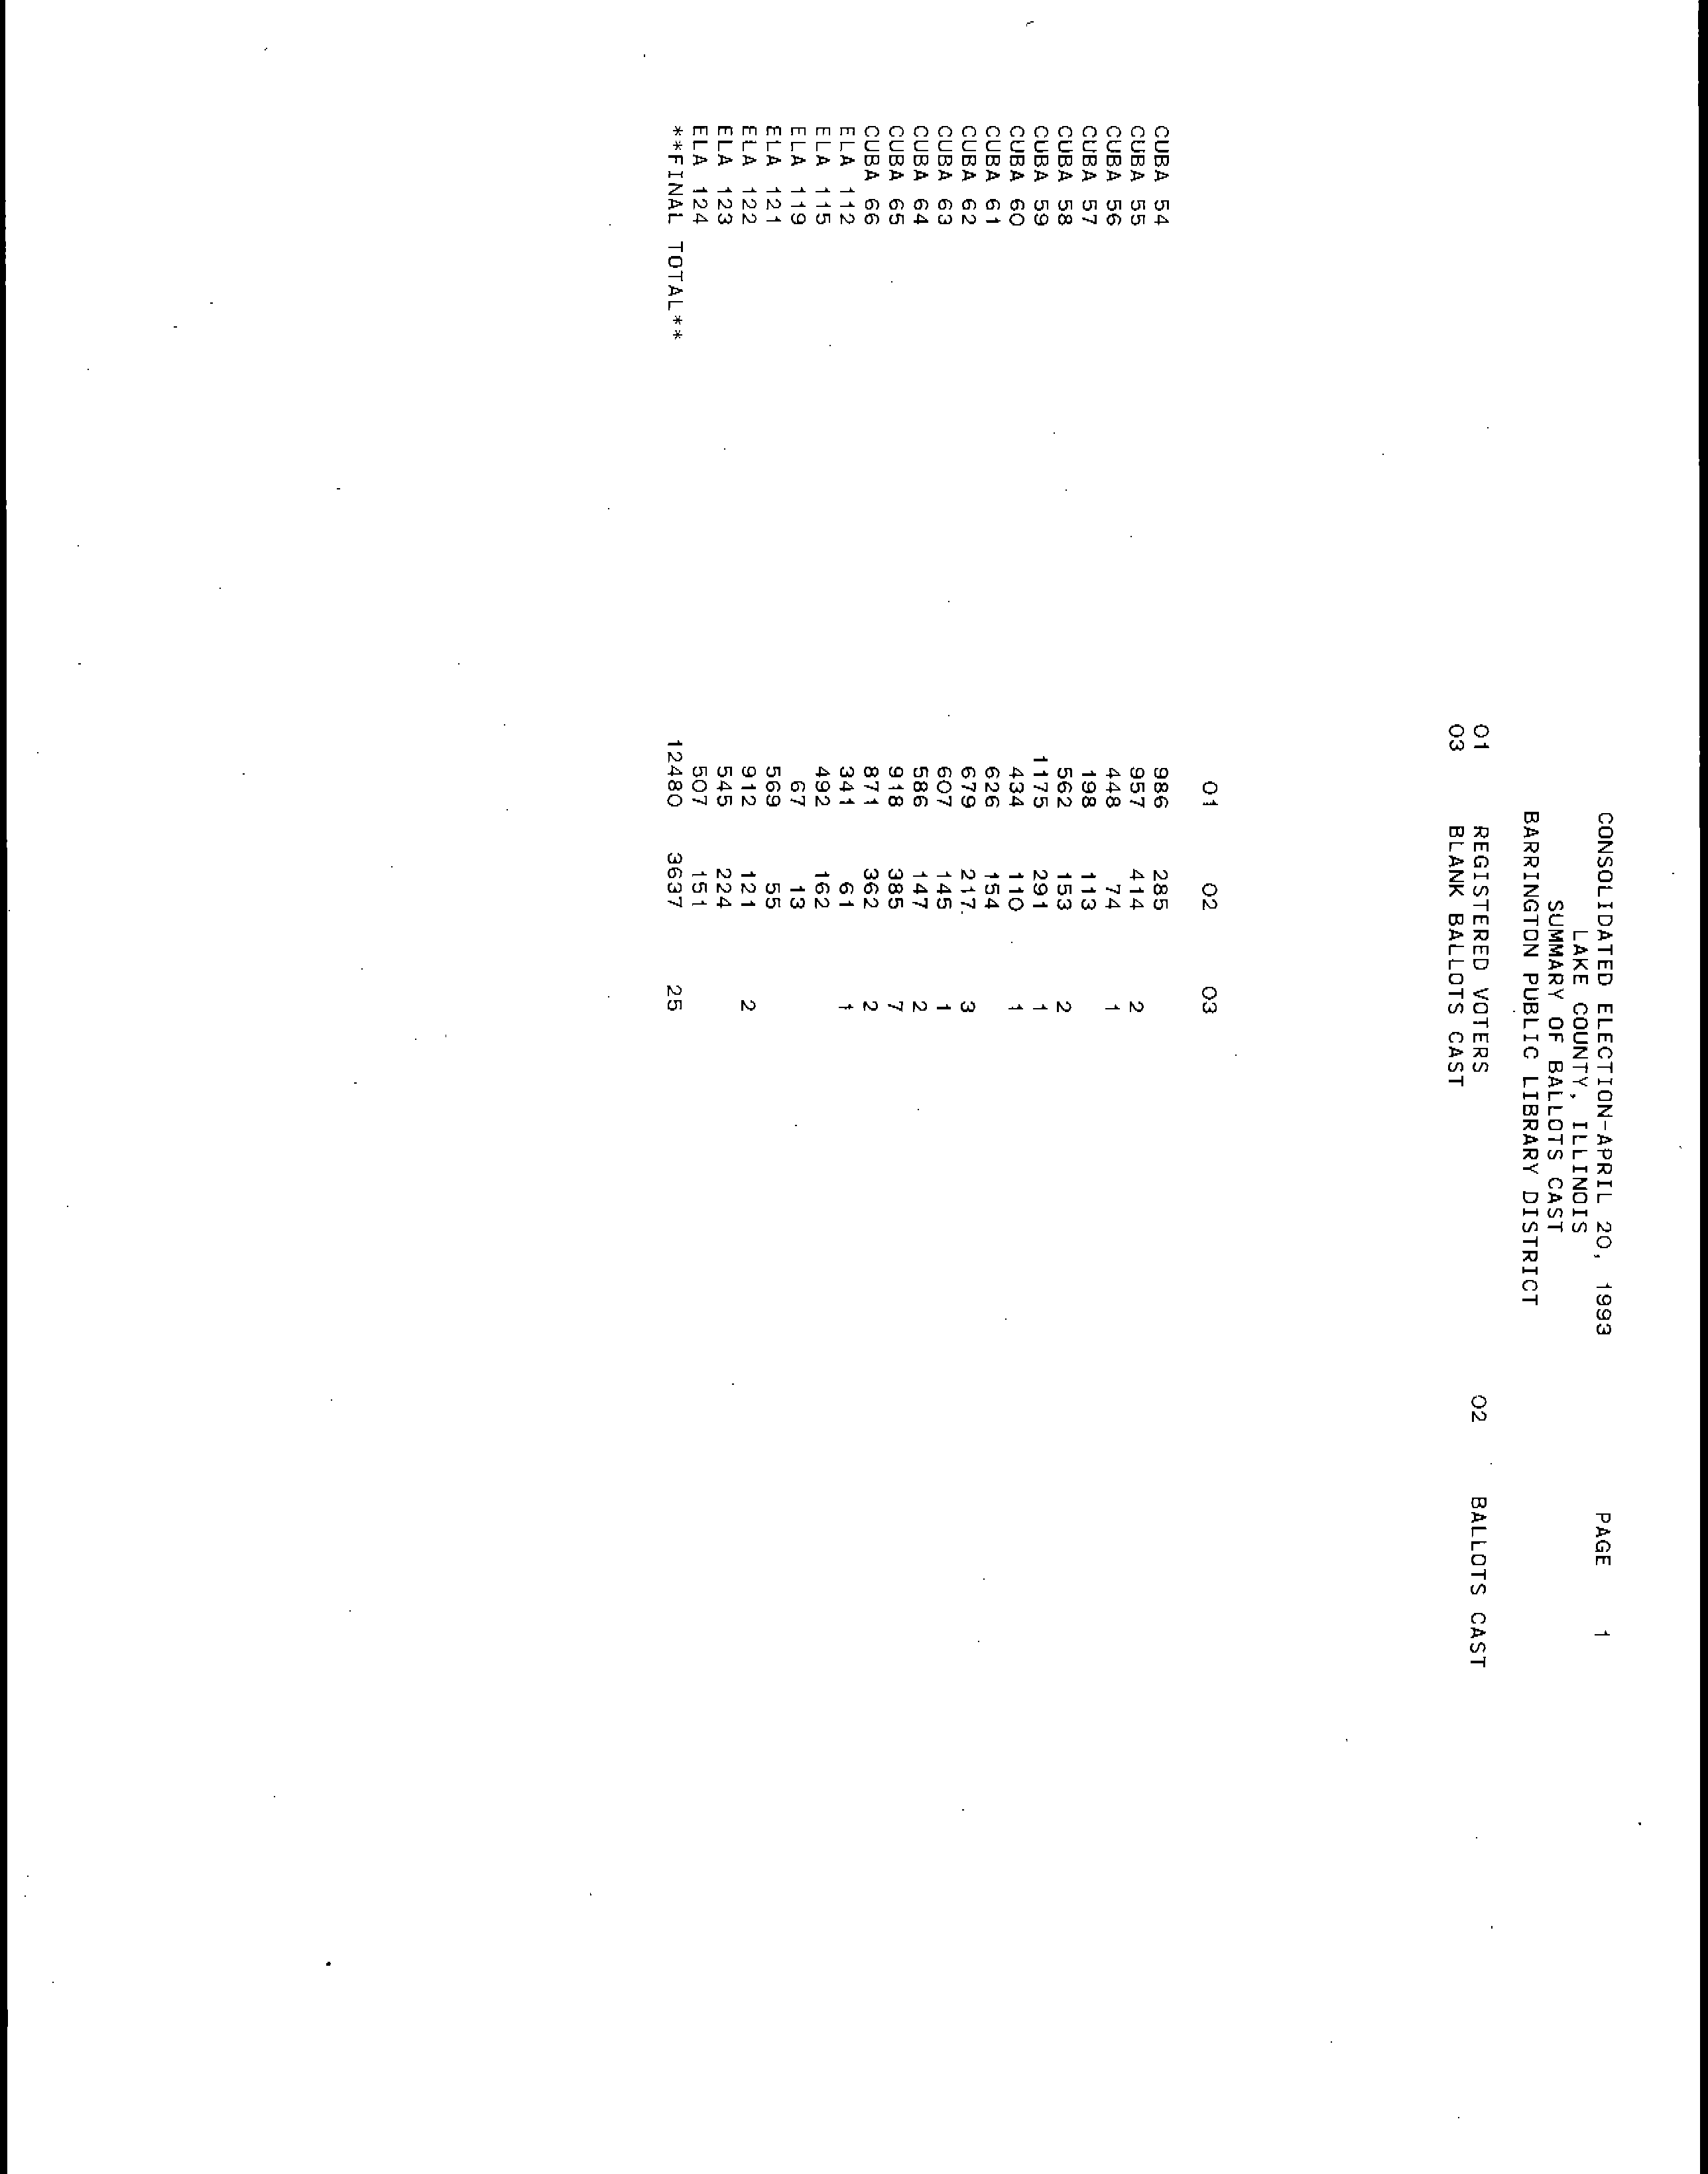 CONSOLIDATED ELECTION-APRIL 20, 1993 PAGE 1
LAKE COUNTY, ILLINOIS
SUMMARY OF BALLOTS CAST
BARRINGTON PUBLIC LIBRARY DISTRICT
01 REGISTERED VOTERS 02 BALLOTS CAST
03 BLANK BALLOTS CAST
01 02 03
CUBA 54 986 285
CUBA 55 957 414 2
CUBA 56 448 74 1
CUBA 57 198 113
CUBA 58 562 153 2
CUBA 59 1175 291 1
CUBA 60 434 110 1
CUBA 61 626 154
CUBA 62 679 217 3
CUBA 63 607 145 1
CUBA 64 586 147 2
CUBA 65 918 385 7
CUBA 66 871 362 2
ELA 112 341 61 1
ELA 115 492 162
ELA 119 67 13
ELA 121 569 55
ELA 122 912 121 2
ELA 123 545 224
ELA 124 507 151
**FINAL TOTAL** 12480 3637 25